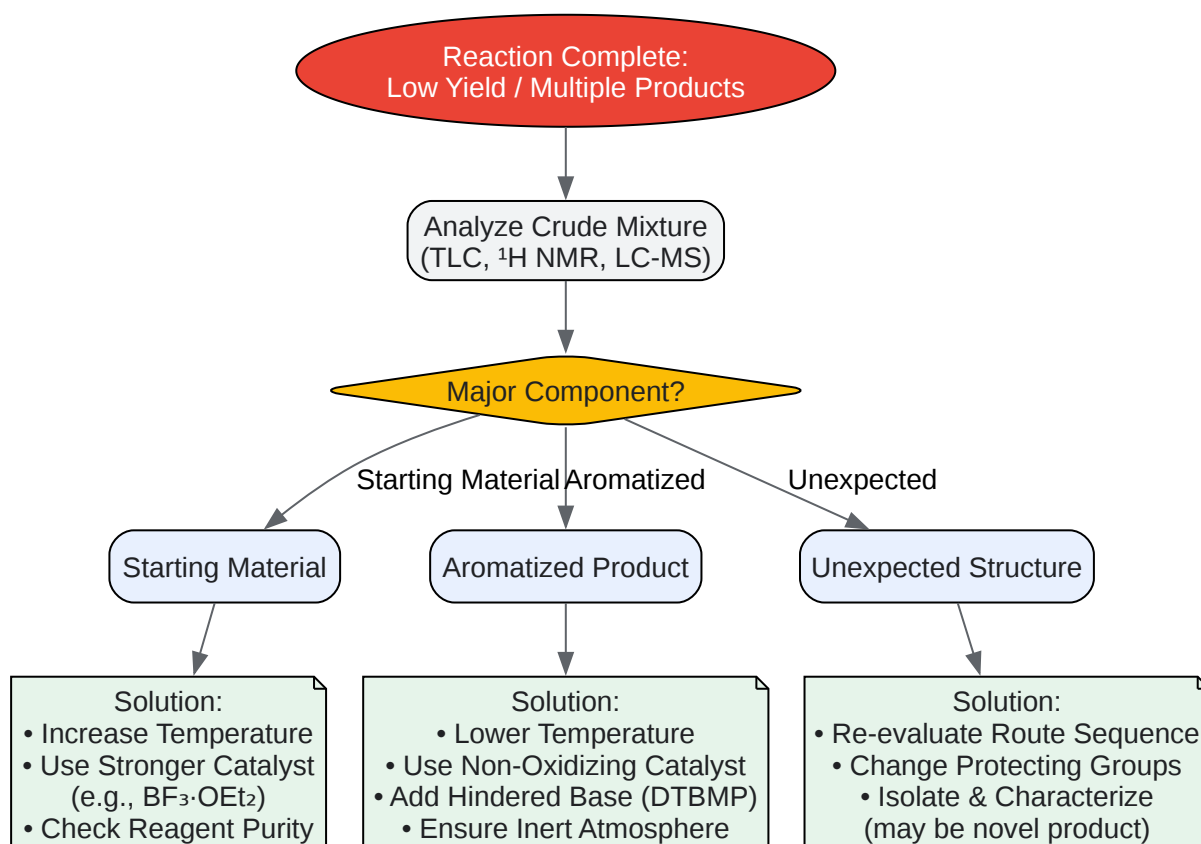 Reaction Complete:
Low Yield / Multiple Products
Analyze Crude Mixture
(TLC, ¹H NMR, LC-MS)
Major Component?
Starting Material
Aromatized
Unexpected
Starting Material
Aromatized Product
Unexpected Structure
Solution:
• Increase Temperature
• Use Stronger Catalyst
(e.g., BF₃·OEt₂)
• Check Reagent Purity
Solution:
• Lower Temperature
• Use Non-Oxidizing Catalyst
• Add Hindered Base (DTBMP)
• Ensure Inert Atmosphere
Solution:
• Re-evaluate Route Sequence
• Change Protecting Groups
• Isolate & Characterize
(may be novel product)